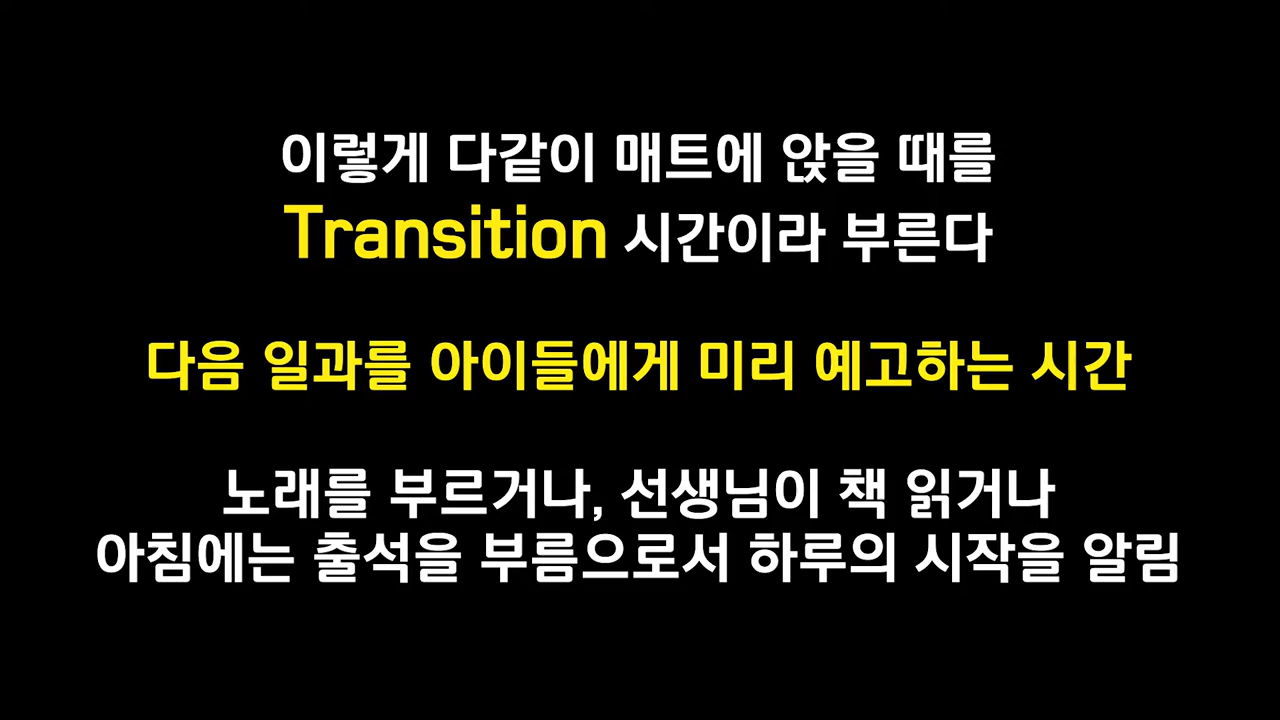 이렇게 다같이 매트에 앉을 때를
Transition 시간이라 부른다
다음 일과를 아이들에게 미리 예고하는 시간
노래를 부르거나, 선생님이 책 읽거나
아침에는 출석을 부름으로서 하루의 시작을 알림